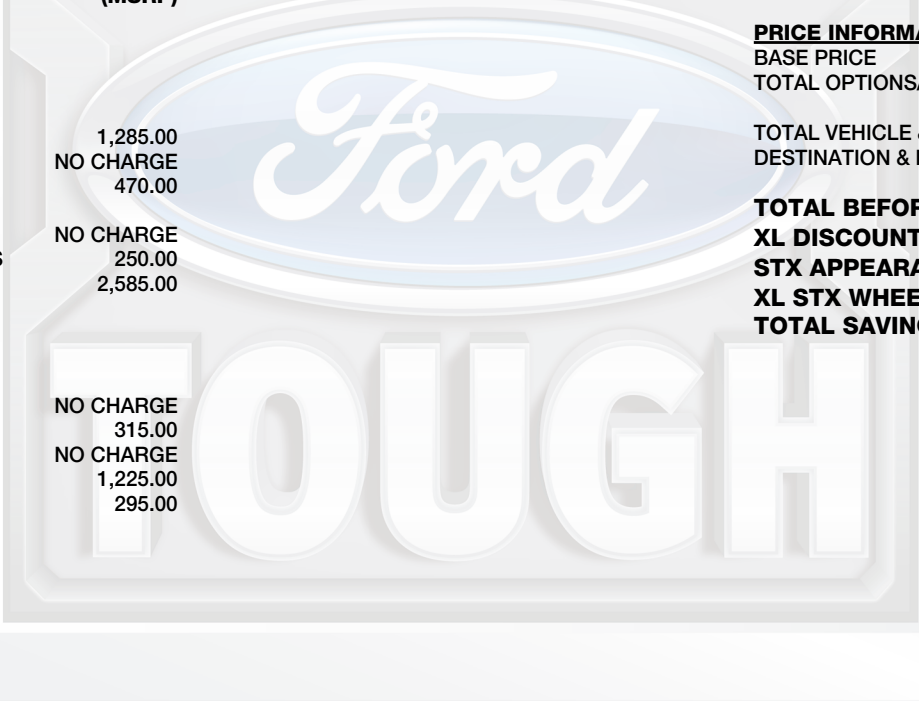 (MSRP)
1,285.00
NO CHARGE
470.00
NO CHARGE
250.00
2,585.00
NO CHARGE
315.00
NO CHARGE
1,225.00
295.00
Ford
TOUGH
PRICE INFORMA
BASE PRICE
TOTAL OPTIONS
TOTAL VEHICLE &
DESTINATION &
TOTAL BEFOR
XL DISCOUNT
STX APPEARA
XL STX WHEE
TOTAL SAVIN